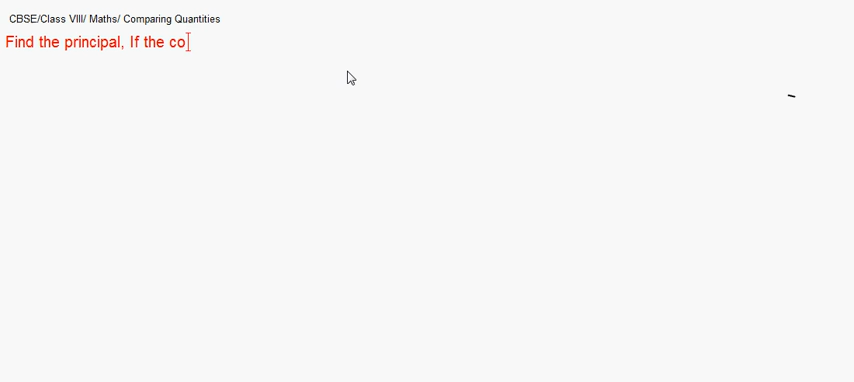 CBSE/Class VIII/ Maths/ Comparing Quantities
Find the principal, If the co